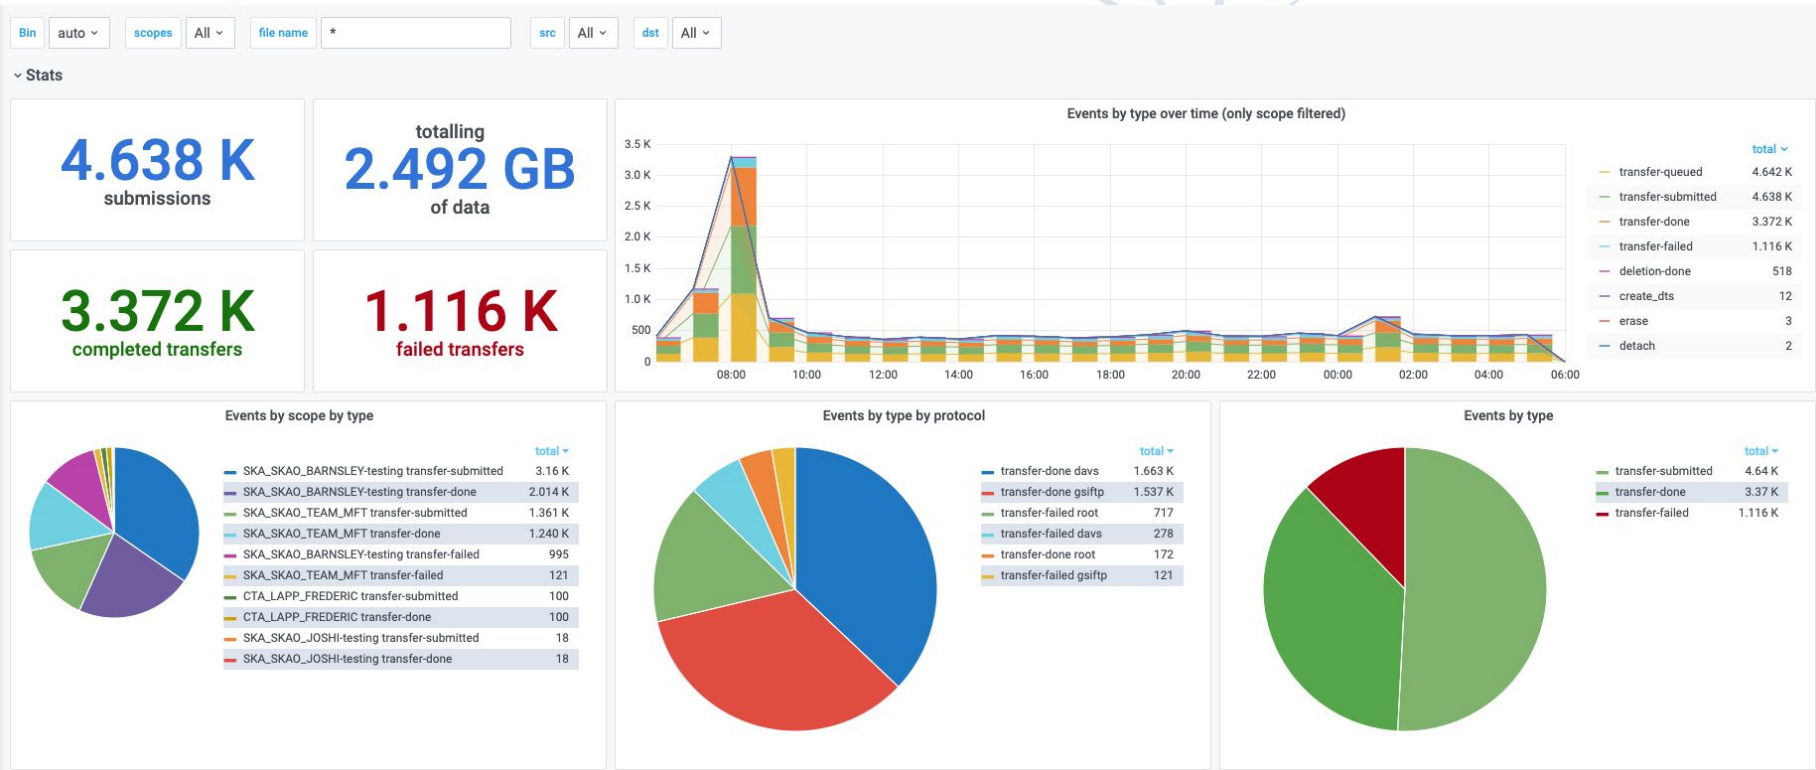 Bin auto scopes All file name * src All dst All
Stats
4.638 K
submissions
totalling
2.492 GB
of data
3.372 K
completed transfers
1.116 K
failed transfers
Events by type over time (only scope filtered)
3.5 K
3.0 K
2.5 K
2.0 K
1.5 K
1.0 K
500
0
08:00 10:00 12:00 14:00 16:00 18:00 20:00 22:00 00:00 02:00 04:00 06:00
total
transfer-queued 4.642 K
transfer-submitted 4.638 K
transfer-done 3.372 K
transfer-failed 1.116 K
deletion-done 518
create_dts 12
erase 3
detach 2
Events by scope by type
total
SKA_SKAO_BARNSLEY-testing transfer-submitted 3.16 K
SKA_SKAO_BARNSLEY-testing transfer-done 2.014 K
SKA_SKAO_TEAM_MFT transfer-submitted 1.361 K
SKA_SKAO_TEAM_MFT transfer-done 1.240 K
SKA_SKAO_BARNSLEY-testing transfer-failed 995
SKA_SKAO_TEAM_MFT transfer-failed 121
CTA_LAPP_FREDERIC transfer-submitted 100
CTA_LAPP_FREDERIC transfer-done 100
SKA_SKAO_JOSHI-testing transfer-submitted 18
SKA_SKAO_JOSHI-testing transfer-done 18
Events by type by protocol
total
transfer-done davs 1.663 K
transfer-done gsiftp 1.537 K
transfer-failed root 717
transfer-failed davs 278
transfer-done root 172
transfer-failed gsiftp 121
Events by type
total
transfer-submitted 4.64 K
transfer-done 3.37 K
transfer-failed 1.116 K